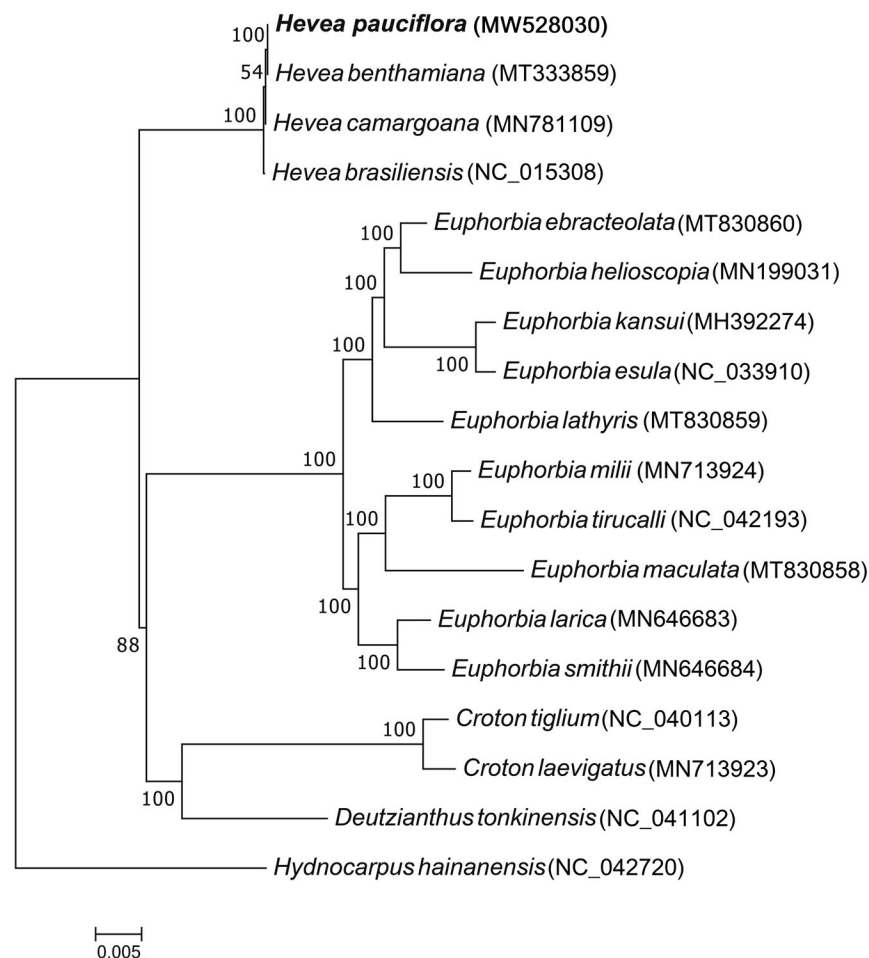 100
Hevea pauciflora (MW528030)
54
Hevea benthamiana (MT333859)
100
Hevea camargoana (MN781109)
Hevea brasiliensis (NC_015308)
100
Euphorbia ebracteolata (MT830860)
100
Euphorbia helioscopia (MN199031)
Euphorbia kansui (MH392274)
100
100
Euphorbia esula (NC_033910)
Euphorbia lathyris (MT830859)
100
100
Euphorbia milii (MN713924)
100
Euphorbia tirucalli (NC_042193)
Euphorbia maculata (MT830858)
100
Euphorbia larica (MN646683)
88
100
Euphorbia smithii (MN646684)
100
Croton tiglium (NC_040113)
Croton laevigatus (MN713923)
100
Deutzianthus tonkinensis (NC_041102)
Hydnocarpus hainanensis (NC_042720)
0.005